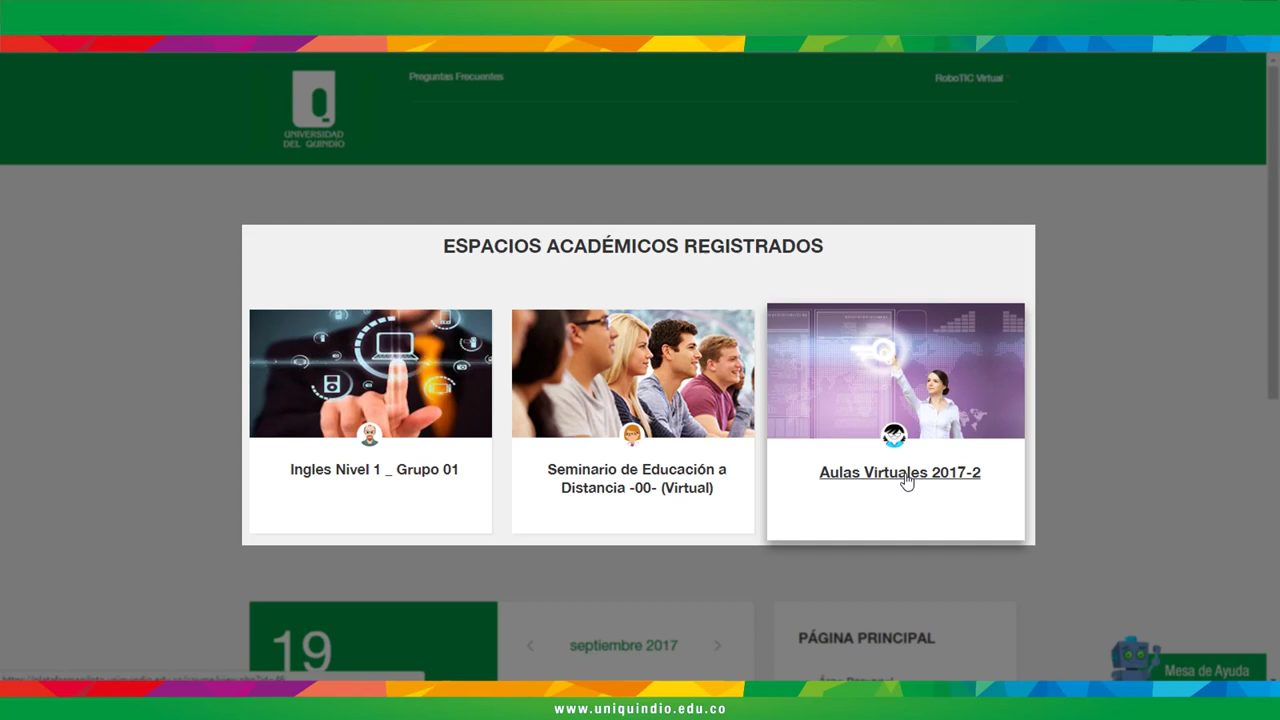 Preguntas Frecuentes
RoboTIC Virtual
UNIVERSIDAD
DEL QUINDÍO
ESPACIOS ACADÉMICOS REGISTRADOS
Ingles Nivel 1 _ Grupo 01
Seminario de Educación a
Distancia -00- (Virtual)
Aulas Virtuales 2017-2
19
septiembre 2017
PÁGINA PRINCIPAL
Mesa de Ayuda
www.uniquindio.edu.co